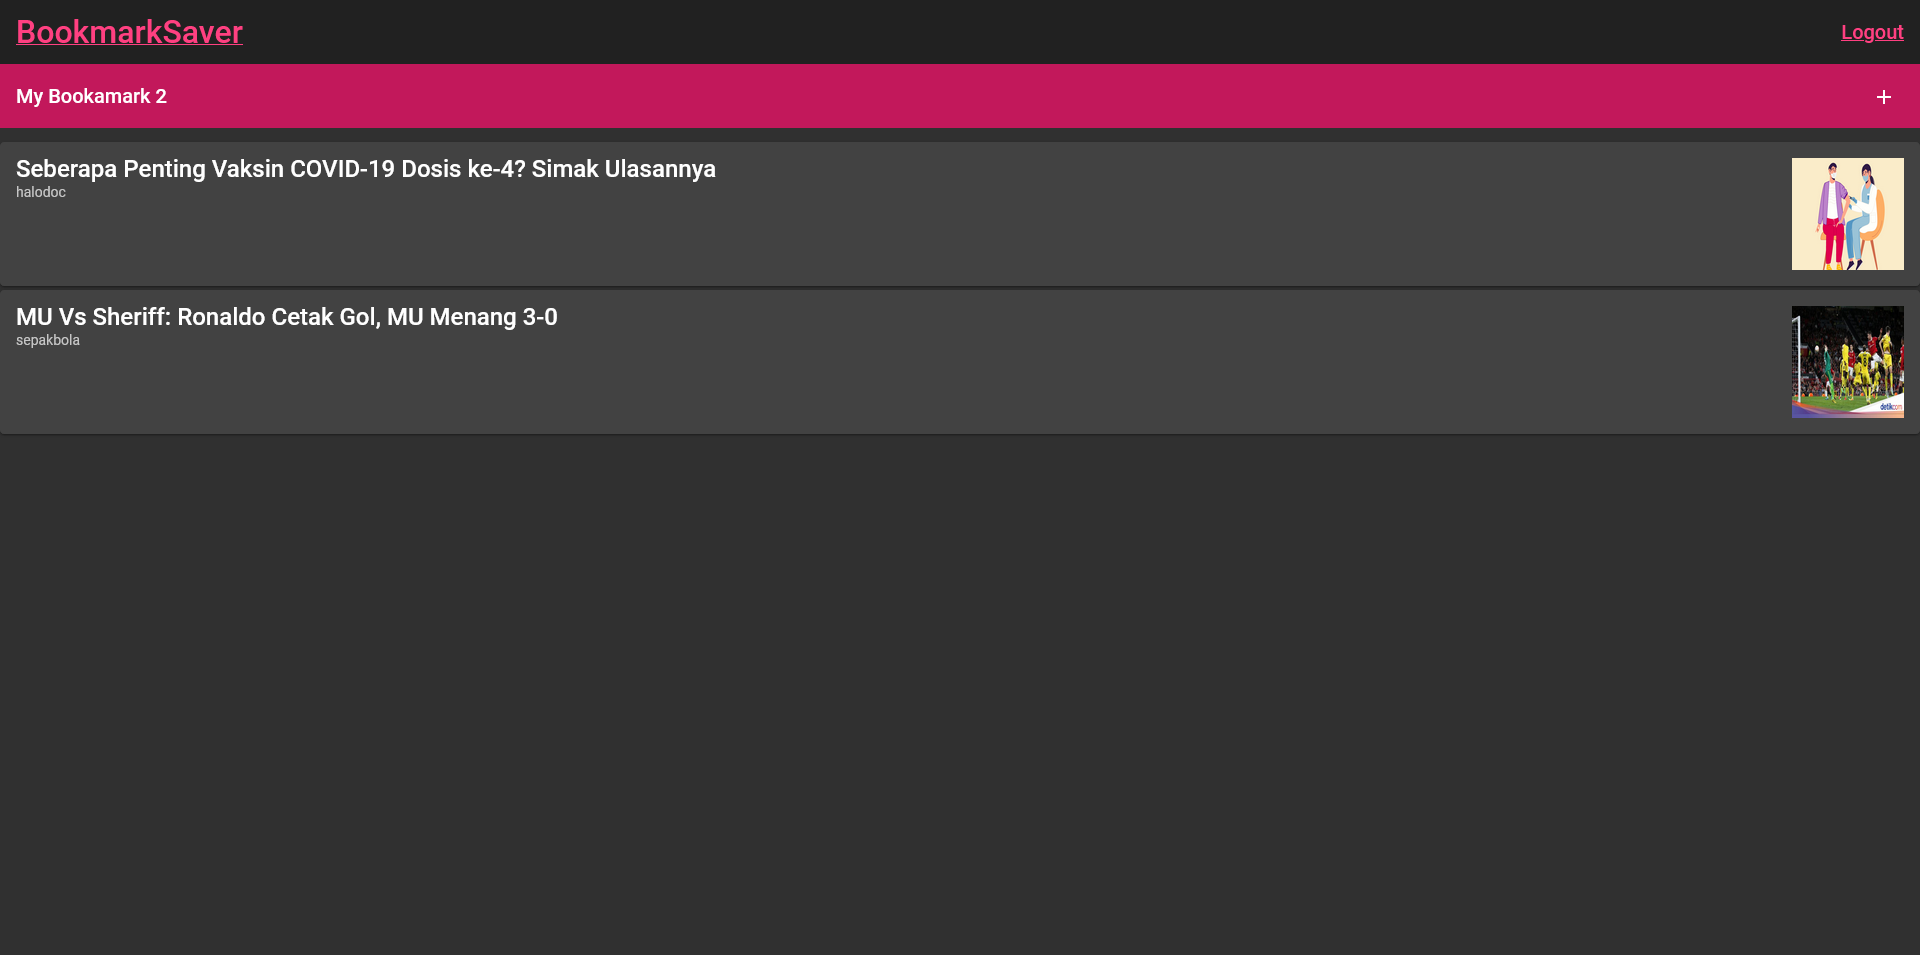 BookmarkSaver
Logout
My Bookamark 2
Seberapa Penting Vaksin COVID-19 Dosis ke-4? Simak Ulasannya
halodoc
MU Vs Sheriff: Ronaldo Cetak Gol, MU Menang 3-0
sepakbola
detikcom